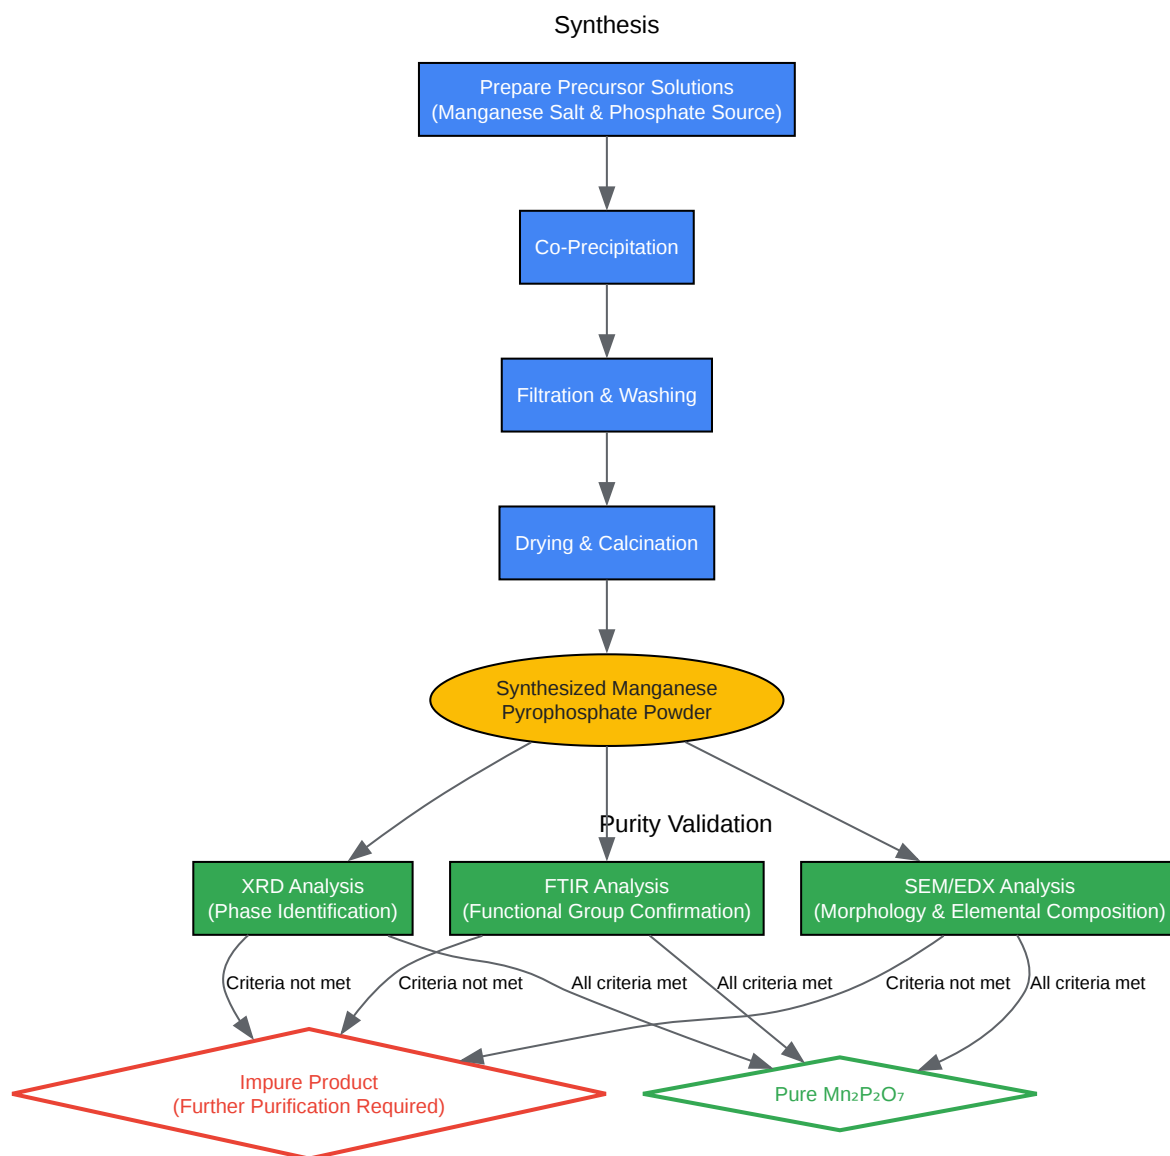 Synthesis
Prepare Precursor Solutions
(Manganese Salt & Phosphate Source)
Co-Precipitation
Filtration & Washing
Drying & Calcination
Synthesized Manganese
Pyrophosphate Powder
Purity Validation
XRD Analysis
(Phase Identification)
FTIR Analysis
(Functional Group Confirmation)
SEM/EDX Analysis
(Morphology & Elemental Composition)
Criteria not met
Criteria not met
All criteria met
All criteria met
Criteria not met
All criteria met
Impure Product
(Further Purification Required)
Pure Mn₂P₂O₇